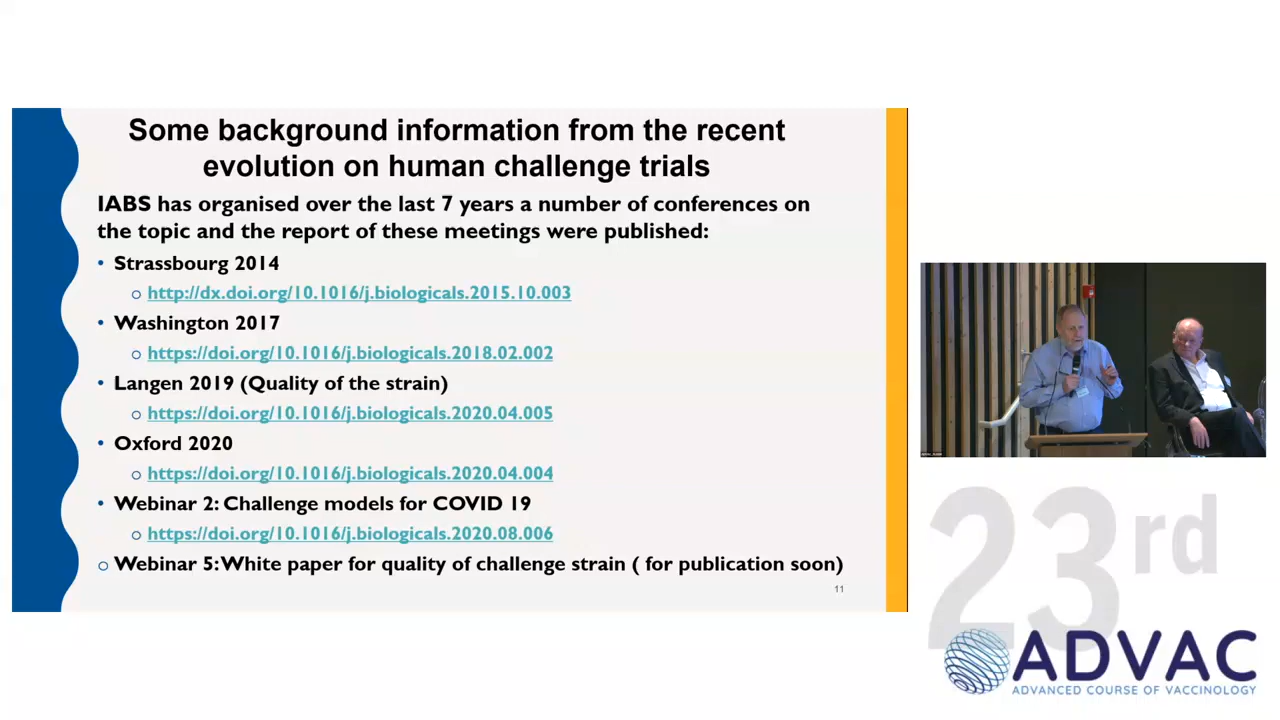 Some background information from the recent
evolution on human challenge trials
IABS has organised over the last 7 years a number of conferences on
the topic and the report of these meetings were published:
• Strassbourg 2014
o http://dx.doi.org/10.1016/j.biologicals.2015.10.003
• Washington 2017
o https://doi.org/10.1016/j.biologicals.2018.02.002
• Langen 2019 (Quality of the strain)
o https://doi.org/10.1016/j.biologicals.2020.04.005
• Oxford 2020
o https://doi.org/10.1016/j.biologicals.2020.04.004
• Webinar 2: Challenge models for COVID 19
o https://doi.org/10.1016/j.biologicals.2020.08.006
o Webinar 5: White paper for quality of challenge strain ( for publication soon)
11
23rd
ADVAC
ADVANCED COURSE OF VACCINOLOGY